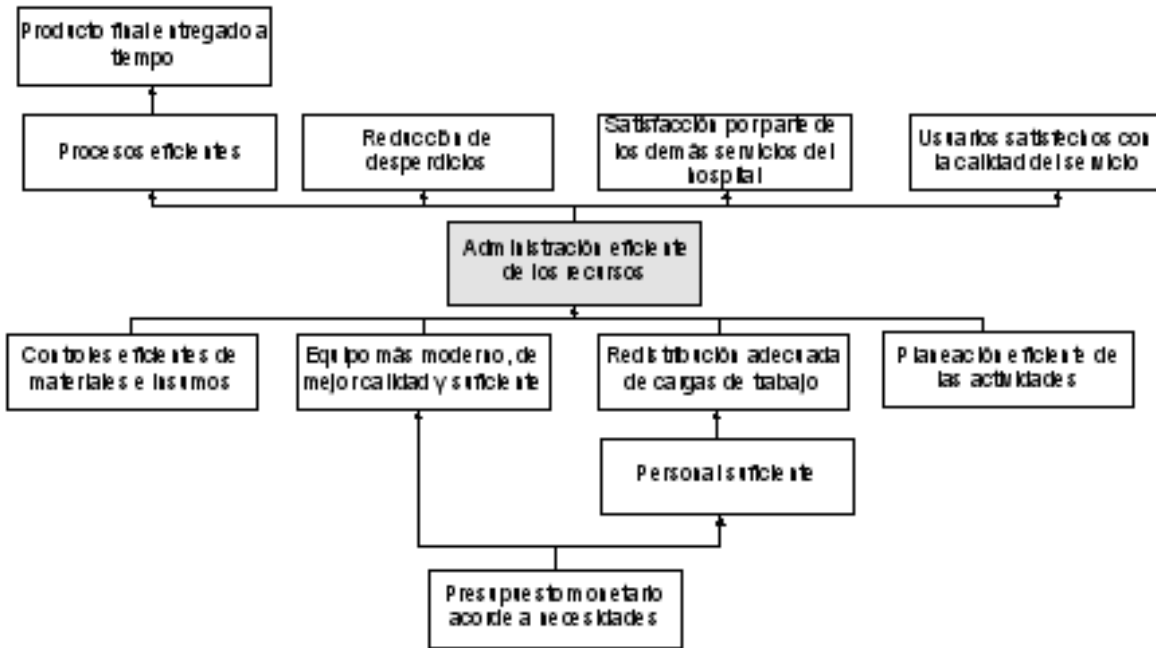 Producto final entregado a
tiempo
Procesos eficientes
Reducción de
desperdicios
Satisfacción por parte de
los demás servicios del
hospital
Usuarios satisfechos con
la calidad del servicio
Administración eficiente
de los recursos
Controles eficientes de
materiales e insumos
Equipo más moderno, de
mejor calidad y suficiente
Redistribución adecuada
de cargas de trabajo
Planeación eficiente de
las actividades
Personal suficiente
Presupuesto monetario
acorde a necesidades